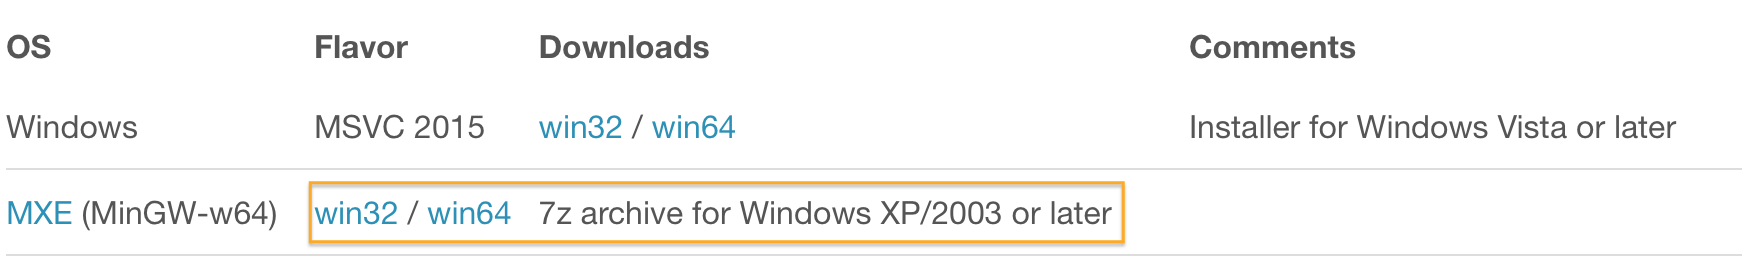 OS Flavor Downloads Comments
Windows MSVC 2015 win32 / win64 Installer for Windows Vista or later
MXE (MinGW-w64) win32 / win64 7z archive for Windows XP/2003 or later